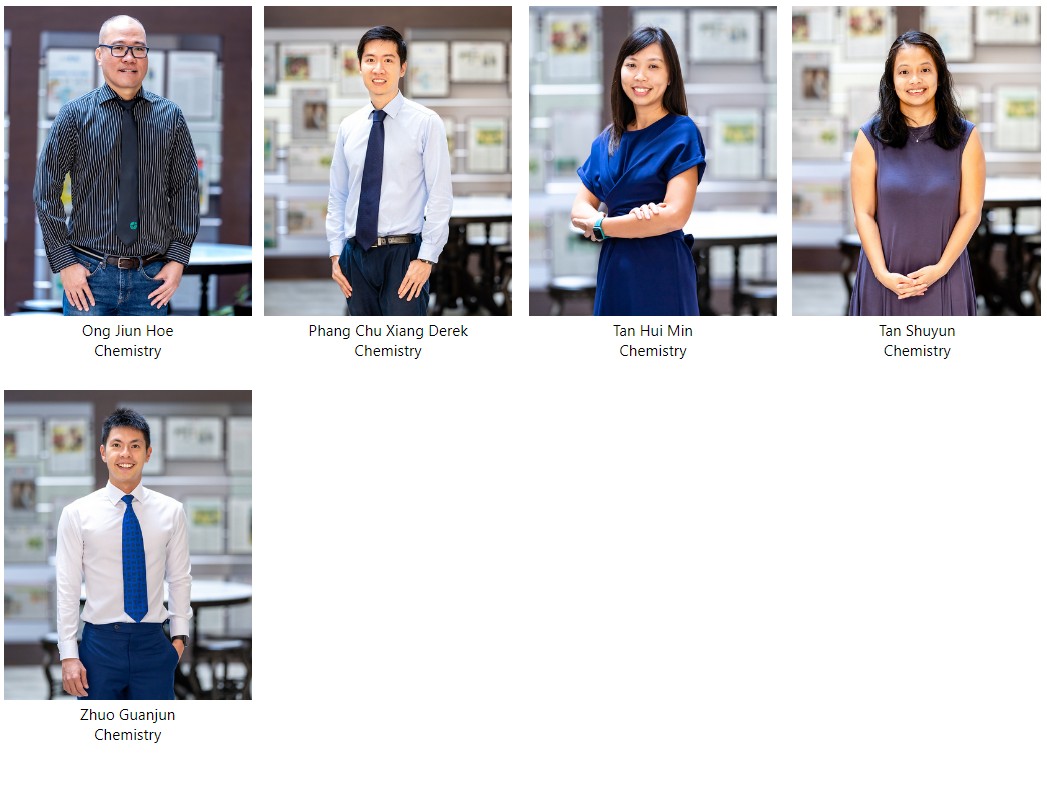 Ong Jiun Hoe
Chemistry
Phang Chu Xiang Derek
Chemistry
Tan Hui Min
Chemistry
Tan Shuyun
Chemistry
Zhuo Guanjun
Chemistry